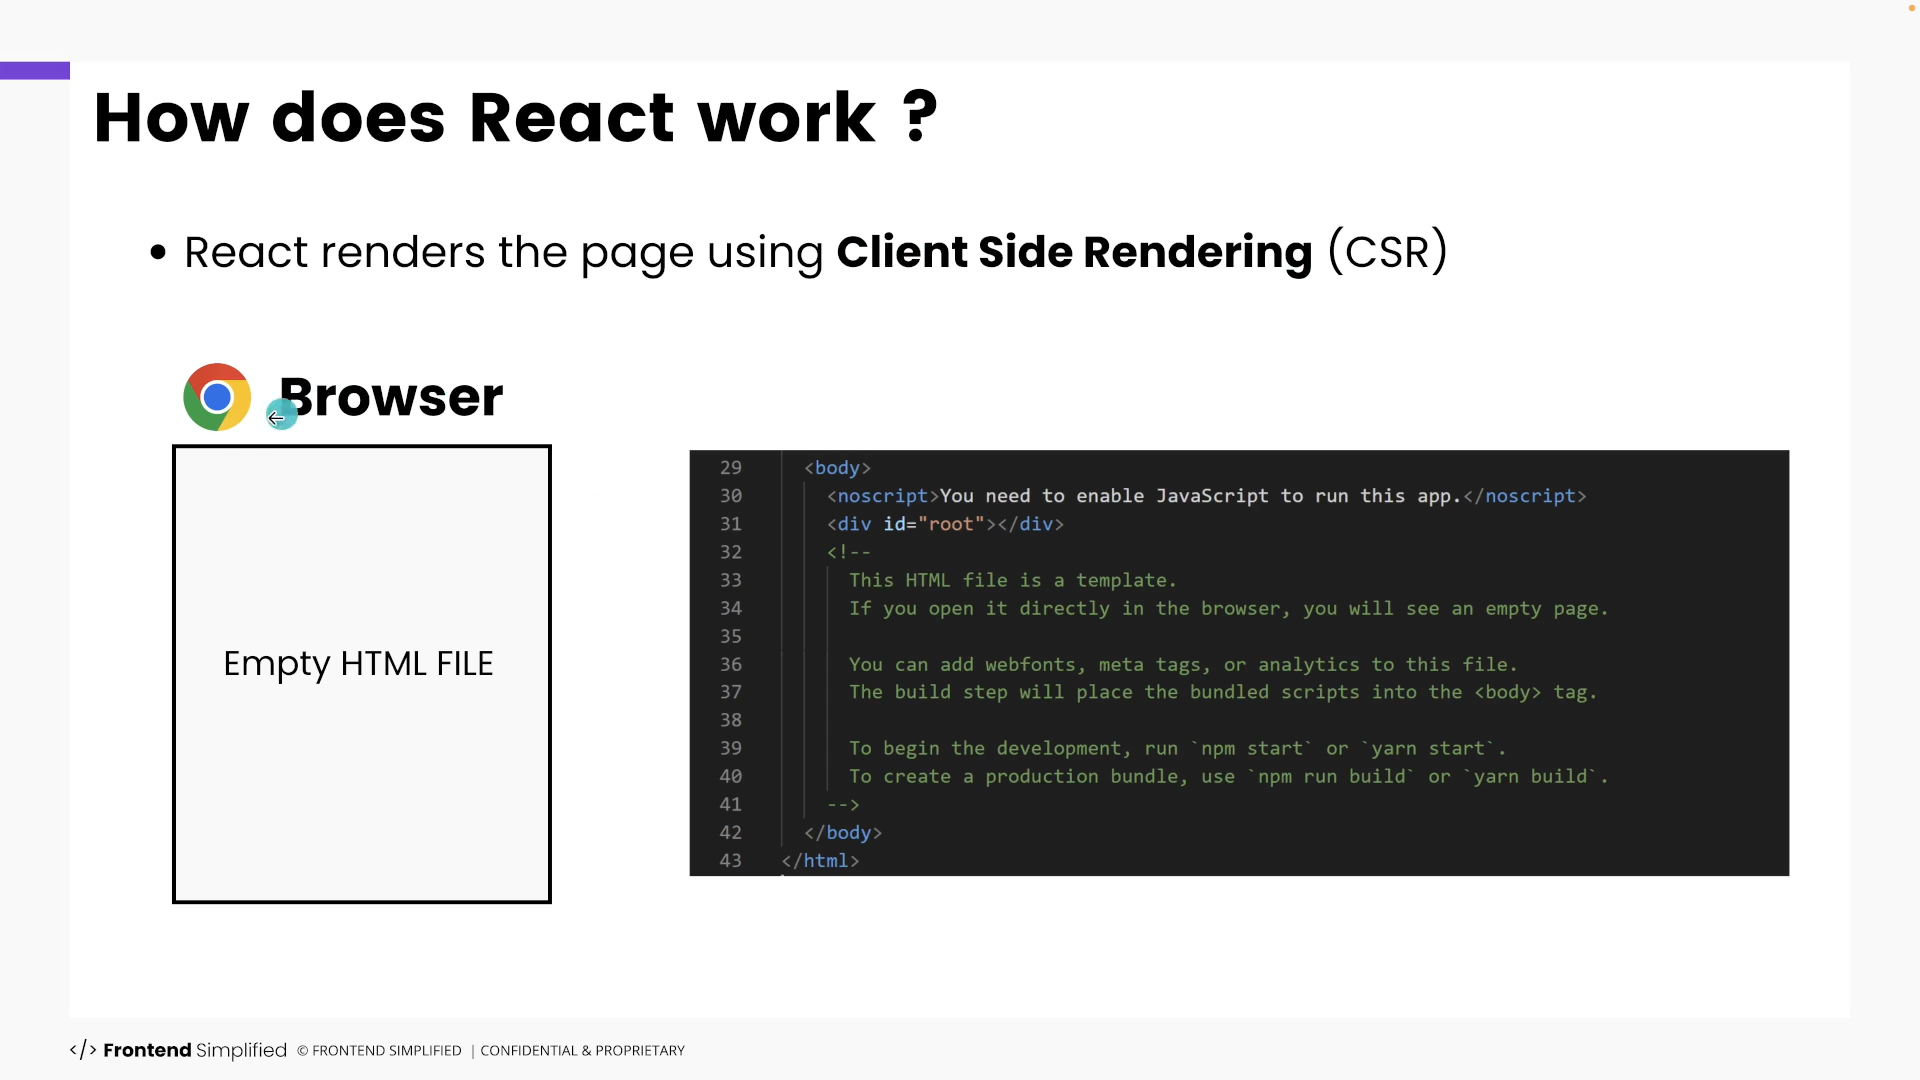 How does React work ?
• React renders the page using Client Side Rendering (CSR)
Browser
Empty HTML FILE
29 <body>
30 <noscript>You need to enable JavaScript to run this app.</noscript>
31 <div id="root"></div>
32 <!--
33 This HTML file is a template.
34 If you open it directly in the browser, you will see an empty page.
35
36 You can add webfonts, meta tags, or analytics to this file.
37 The build step will place the bundled scripts into the <body> tag.
38
39 To begin the development, run `npm start` or `yarn start`.
40 To create a production bundle, use `npm run build` or `yarn build`.
41 -->
42 </body>
43 </html>
</> Frontend Simplified © FRONTEND SIMPLIFIED | CONFIDENTIAL & PROPRIETARY